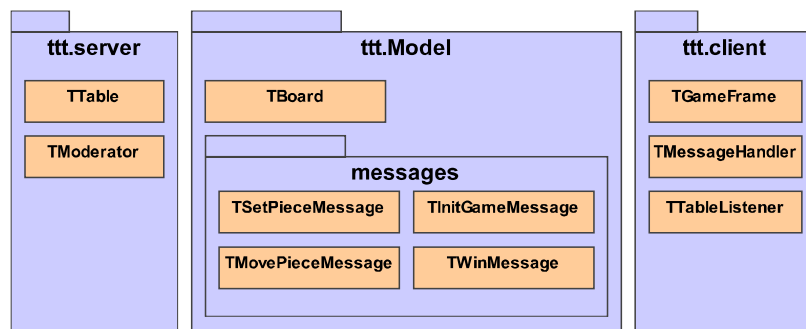 ttt.server
TTable
TModerator
ttt.Model
TBoard
messages
TSetPieceMessage
TInitGameMessage
TMovePieceMessage
TWinMessage
ttt.client
TGameFrame
TMessageHandler
TTableListener